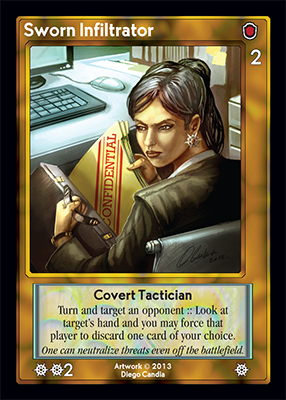 Sworn Infiltrator
2
CONFIDENTIAL
Covert Tactician
Turn and target an opponent :: Look at
target's hand and you may force that
player to discard one card of your choice.
One can neutralize threats even off the battlefield.
2
Artwork © 2013
Diego Candia